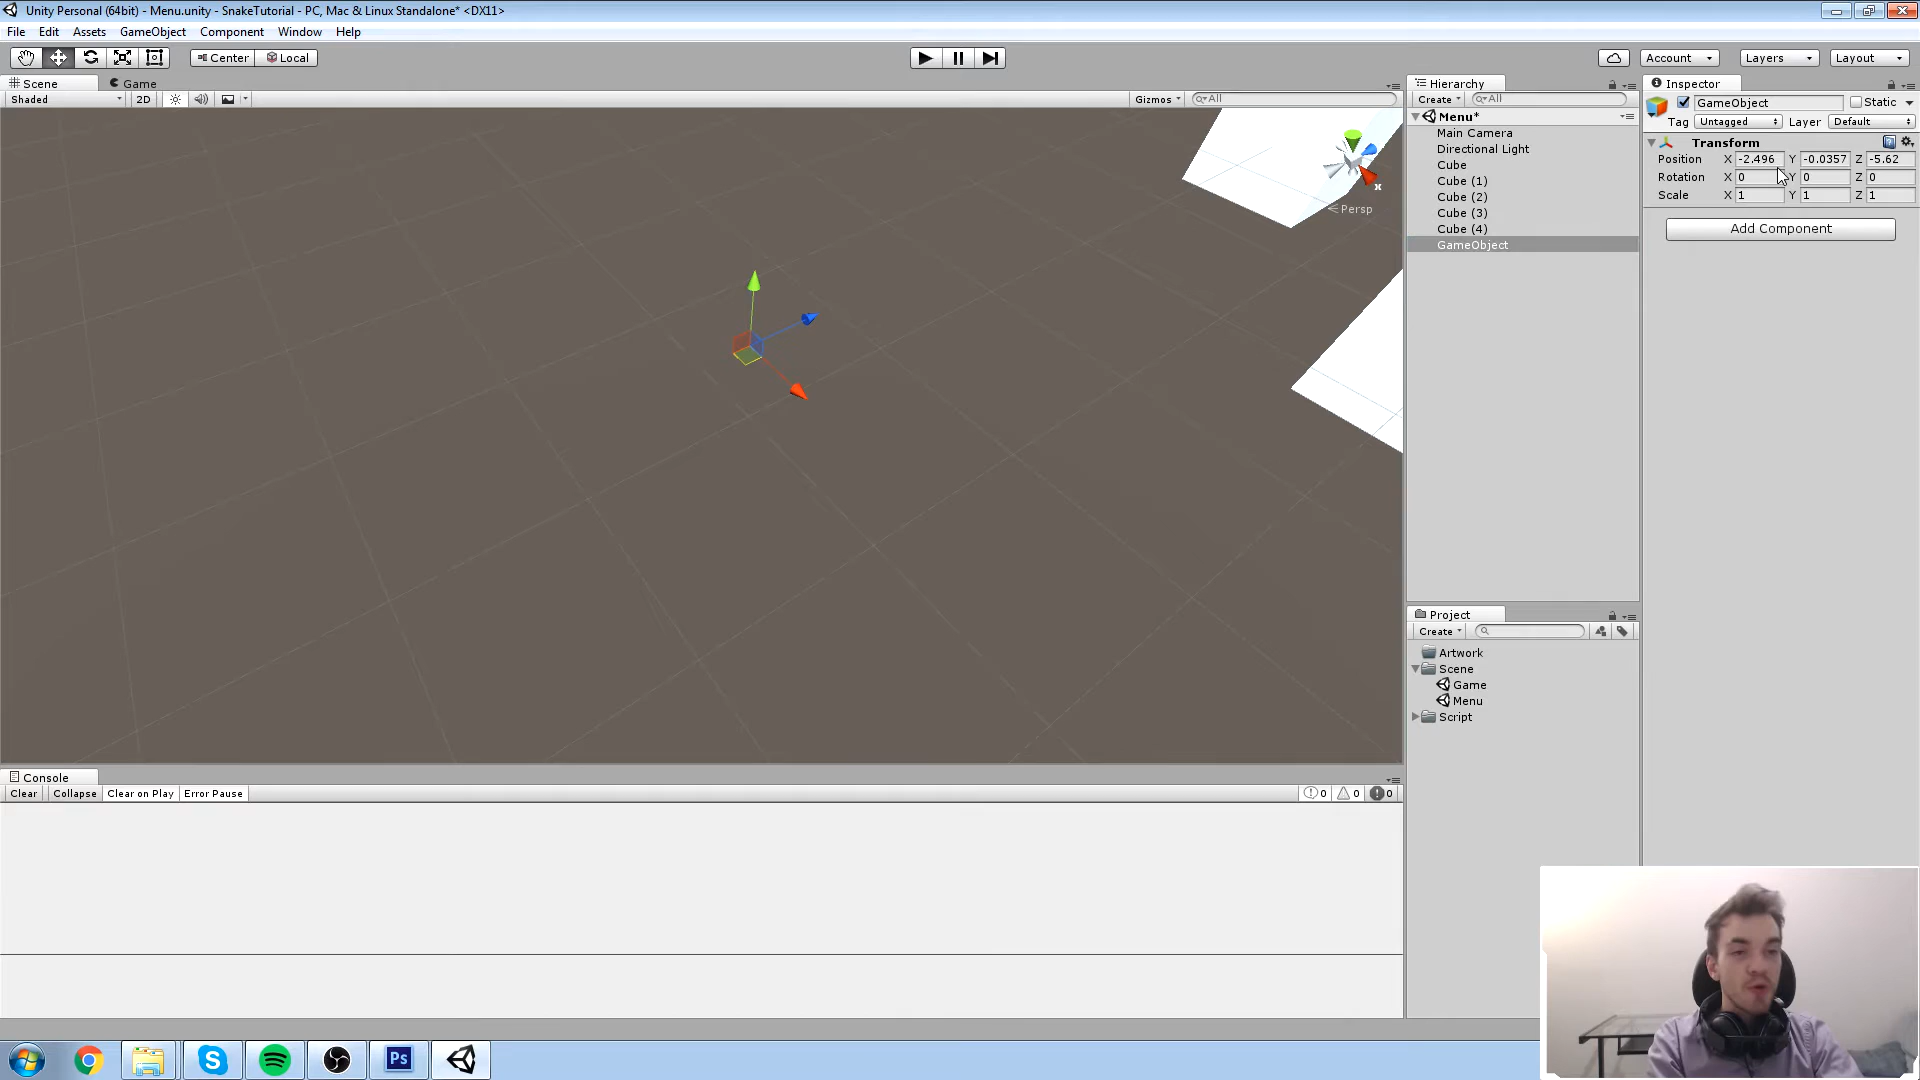 Unity Personal (64bit) - Menu.unity - SnakeTutorial - PC, Mac & Linux Standalone* <DX11>
File Edit Assets GameObject Component Window Help
Center Local Account Layers Layout
Scene Game
Shaded 2D Gizmos All
Persp
x
Hierarchy
Create All
Menu*
Main Camera
Directional Light
Cube
Cube (1)
Cube (2)
Cube (3)
Cube (4)
GameObject
Inspector
GameObject Static
Tag Untagged Layer Default
Transform
Position X -2.496 Y -0.0357 Z -5.62
Rotation X 0 Y 0 Z 0
Scale X 1 Y 1 Z 1
Add Component
Project
Create
Artwork
Scene
Game
Menu
Script
Console
Clear Collapse Clear on Play Error Pause 0 0 0
Ps